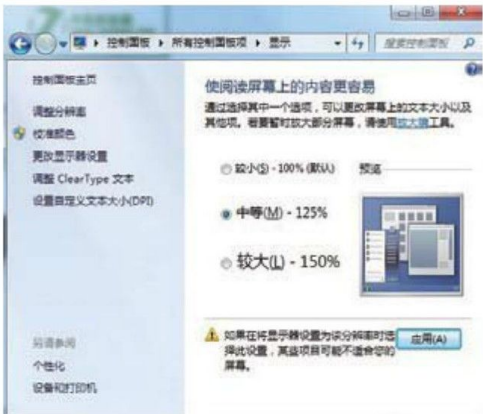 控制面板 ▸ 所有控制面板项 ▸ 显示
搜索控制面板
控制面板主页
调整分辨率
校准颜色
更改显示器设置
调整 ClearType 文本
设置自定义文本大小(DPI)
另请参阅
个性化
设备和打印机
使阅读屏幕上的内容更容易
通过选择其中一个选项，可以更改屏幕上的文本大小以及
其他项。若要暂时放大部分屏幕，请使用放大镜工具。
较小(S) - 100% (默认)
预览
中等(M) - 125%
较大(L) - 150%
如果在将显示器设置为该分辨率时选
择此设置，某些项目可能不适合您的
屏幕。
应用(A)